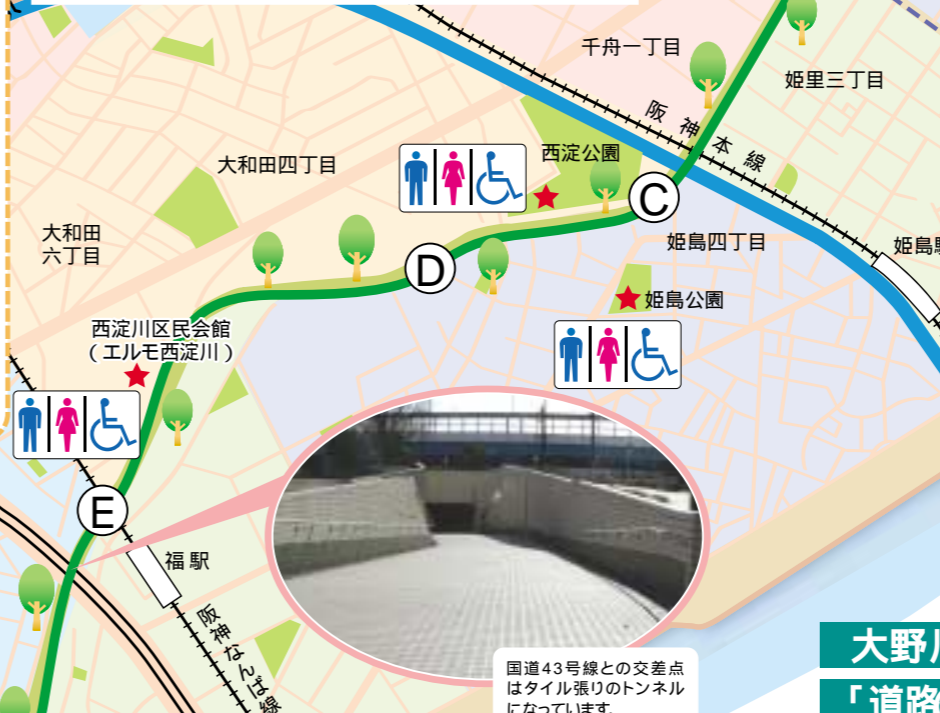 千舟一丁目
姫里三丁目
阪神本線
大和田四丁目
西淀公園
C
大和田
六丁目
姫島四丁目
姫島
D
姫島公園
西淀川区民会館
(エルモ西淀川)
E
福駅
阪神なんば線
国道43号線との交差点
はタイル張りのトンネル
になっています。
大野
「道路